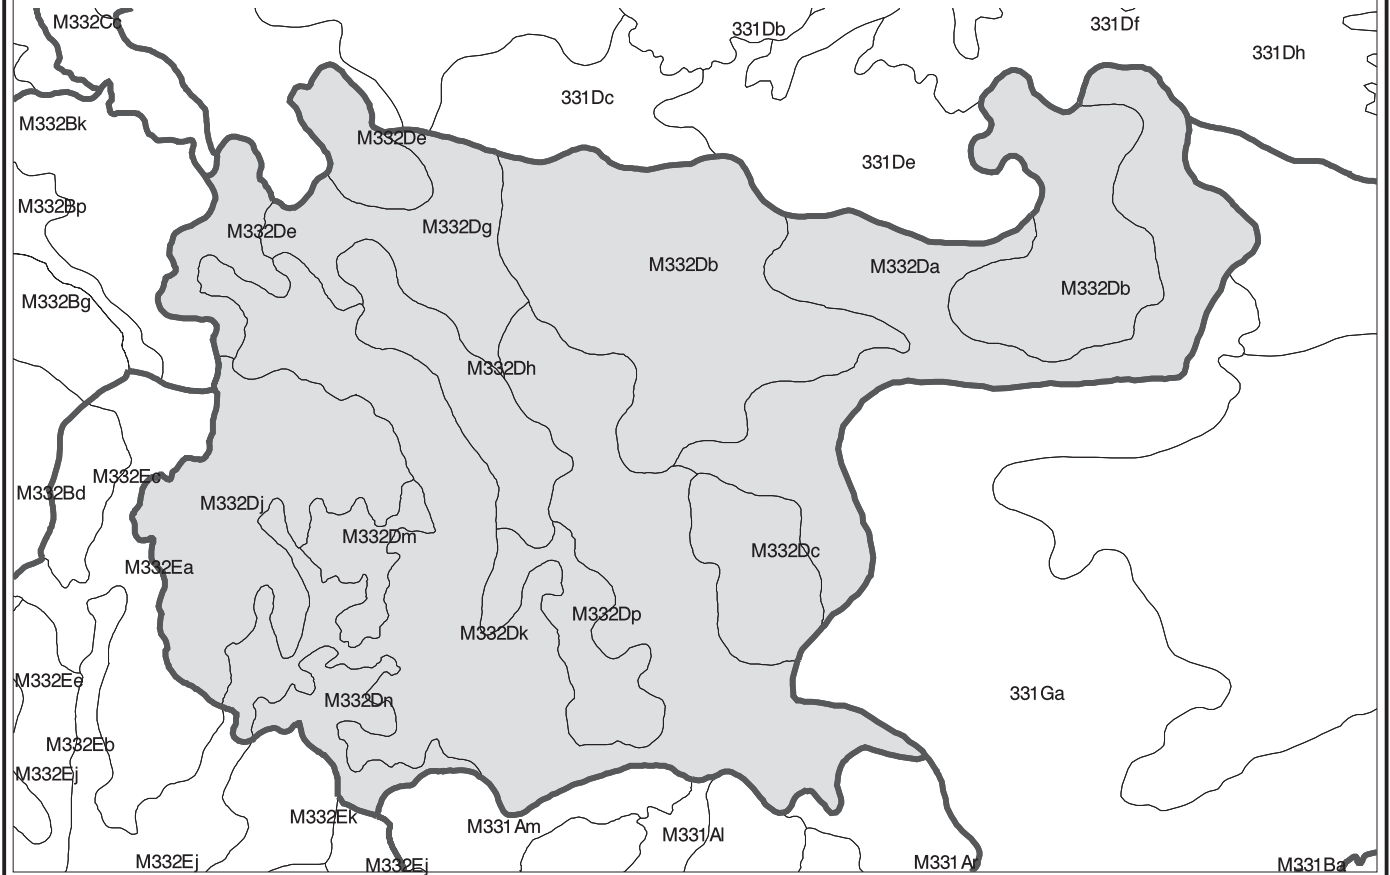 M332Cc
331Db
331Df
331Dh
331Dc
M332Bk
M332De
331De
M332Bp
M332De
M332Dg
M332Db
M332Da
M332Db
M332Bg
M332Dh
M332Ec
M332Bd
M332Dj
M332Dm
M332Dc
M332Ea
M332Dp
M332Dk
M332Ee
M332Dn
331Ga
M332Eb
M332Ej
M332Ek
M331Am
M331Al
M332Ej
M332Ej
M331Ar
M331Ba